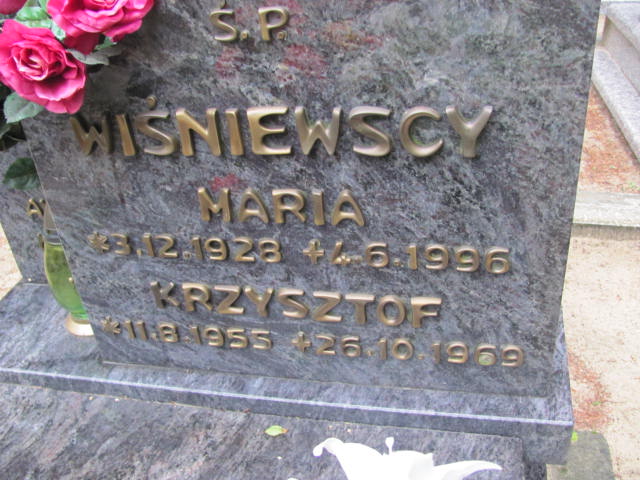 Ś.P.
WIŚNIEWSCY
MARIA
*3.12.1928 +4.6.1996
KRZYSZTOF
*11.8.1955 +26.10.1969